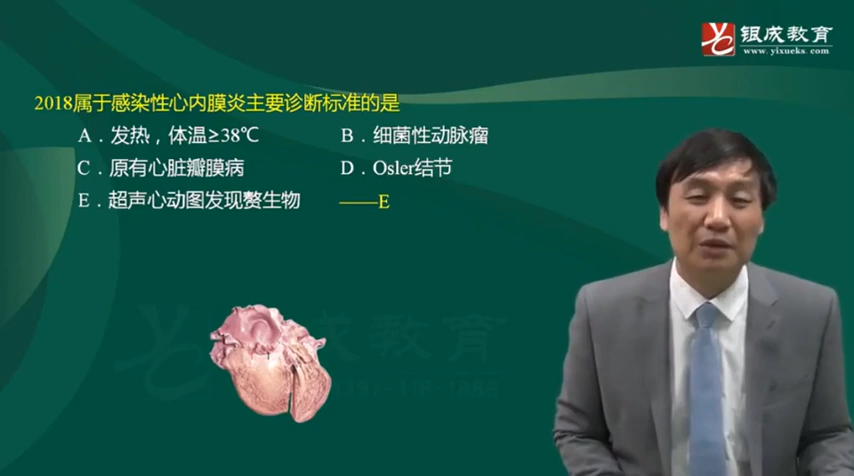 银成教育
www.yixueks.com
2018属于感染性心内膜炎主要诊断标准的是
A．发热，体温≥38℃ B．细菌性动脉瘤
C．原有心脏瓣膜病 D．Osler结节
E．超声心动图发现赘生物 ——E
成教育